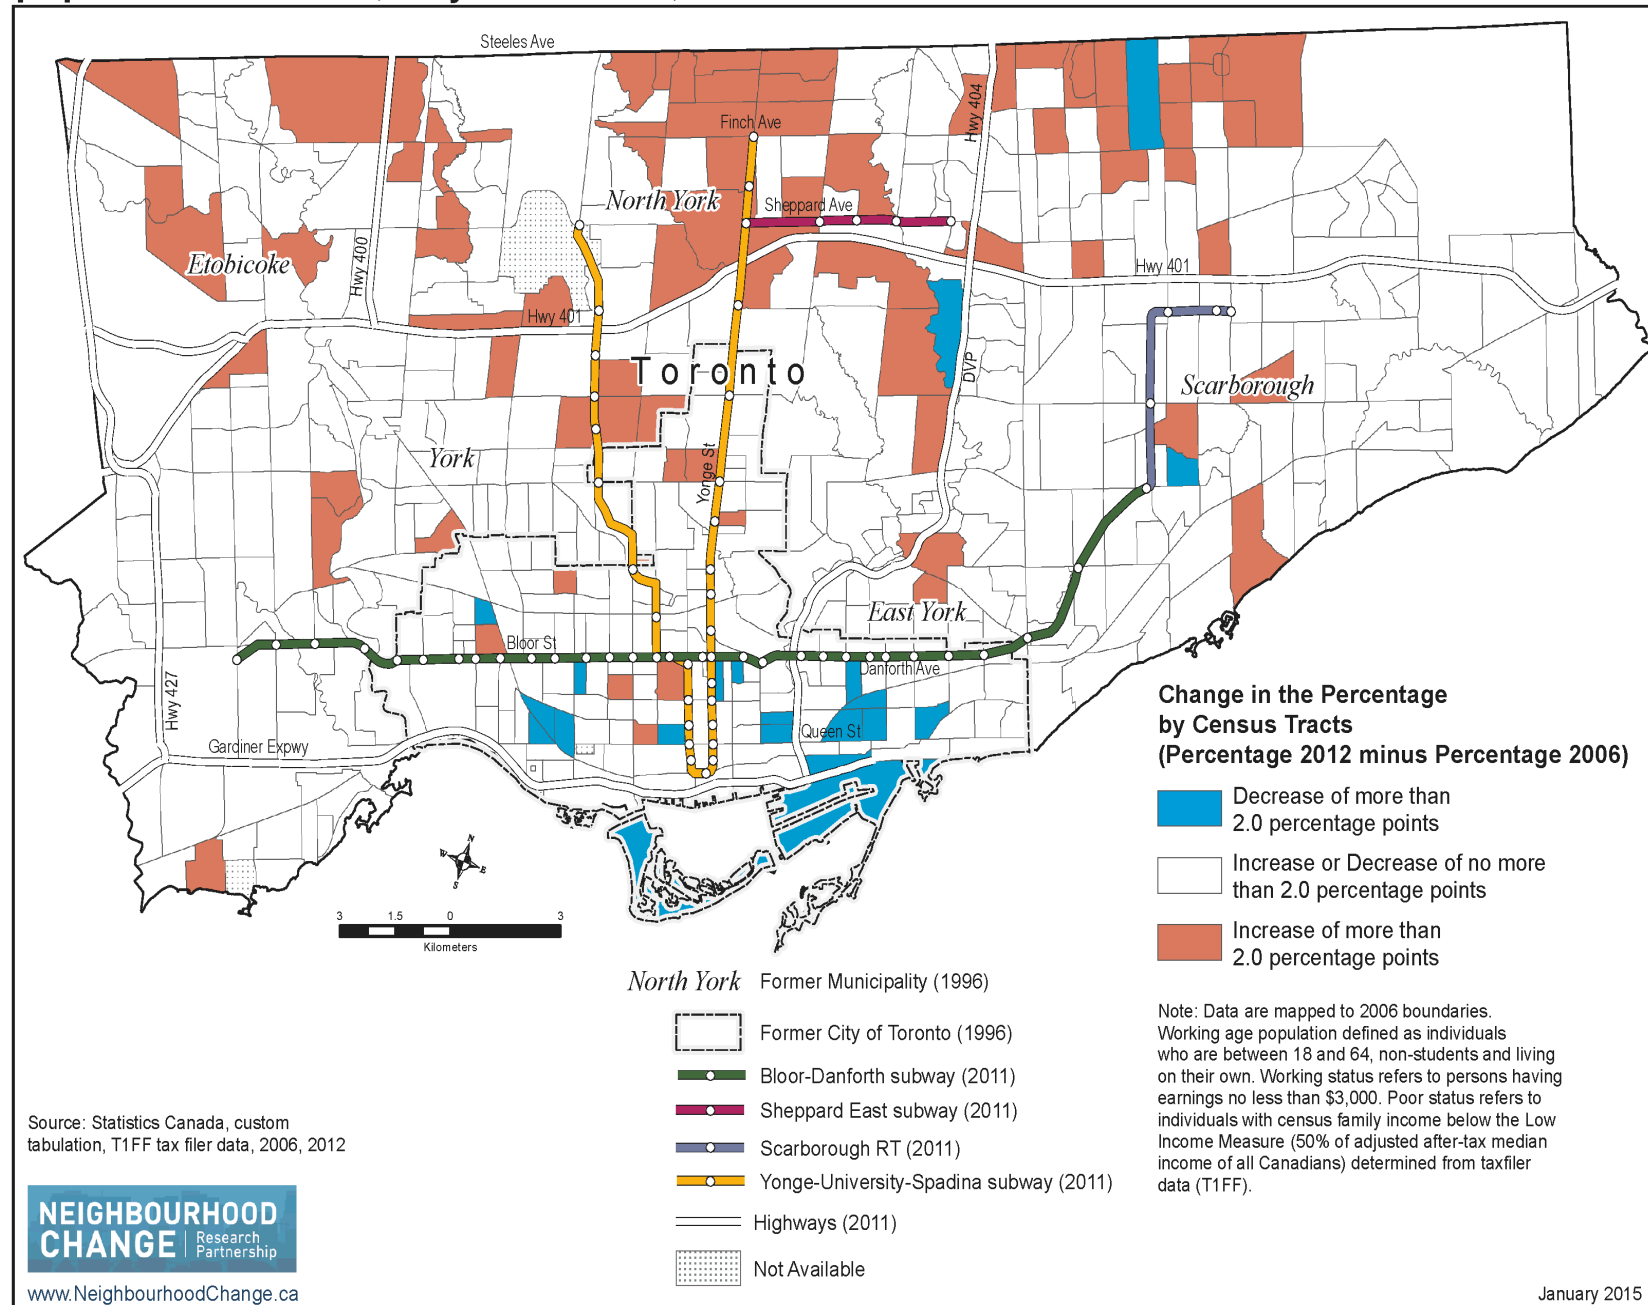 Steeles Ave
Hwy 404
Finch Ave
North York
Sheppard Ave
Etobicoke
Hwy 400
Hwy 401
Hwy 401
Toronto
DVP
Scarborough
York
Yonge St
East York
Bloor St
Danforth Ave
Hwy 427
Queen St
Gardiner Expwy
N
W
E
S
3 1.5 0 3
Kilometers
Change in the Percentage
by Census Tracts
(Percentage 2012 minus Percentage 2006)
Decrease of more than
2.0 percentage points
Increase or Decrease of no more
than 2.0 percentage points
Increase of more than
2.0 percentage points
North York Former Municipality (1996)
Former City of Toronto (1996)
Bloor-Danforth subway (2011)
Sheppard East subway (2011)
Scarborough RT (2011)
Yonge-University-Spadina subway (2011)
Highways (2011)
Not Available
Note: Data are mapped to 2006 boundaries.
Working age population defined as individuals
who are between 18 and 64, non-students and living
on their own. Working status refers to persons having
earnings no less than $3,000. Poor status refers to
individuals with census family income below the Low
Income Measure (50% of adjusted after-tax median
income of all Canadians) determined from taxfiler
data (T1FF).
Source: Statistics Canada, custom
tabulation, T1FF tax filer data, 2006, 2012
NEIGHBOURHOOD
CHANGE Research
Partnership
www.NeighbourhoodChange.ca
January 2015